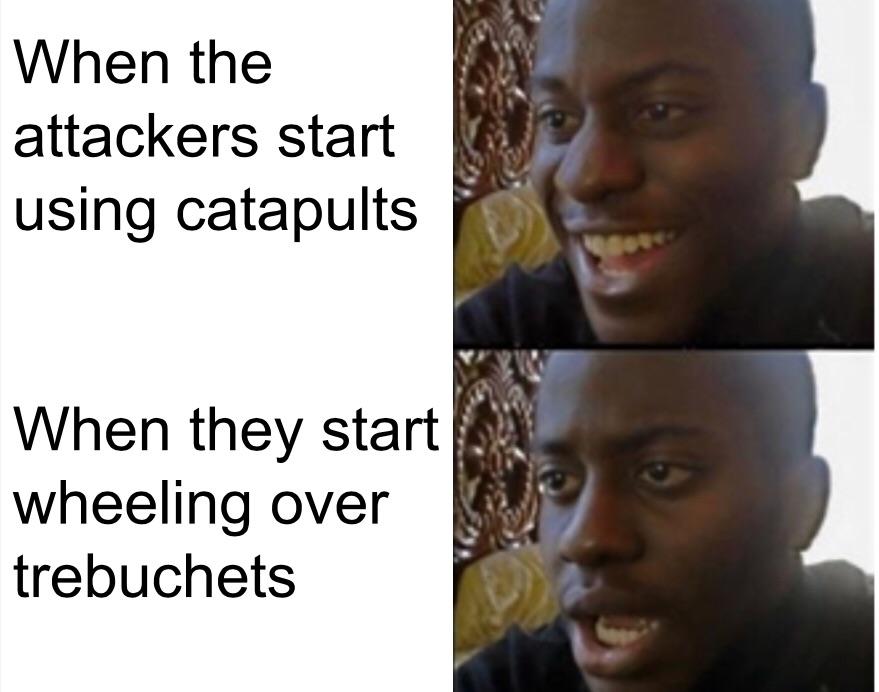 When the
attackers start
using catapults
When they start
wheeling over
trebuchets